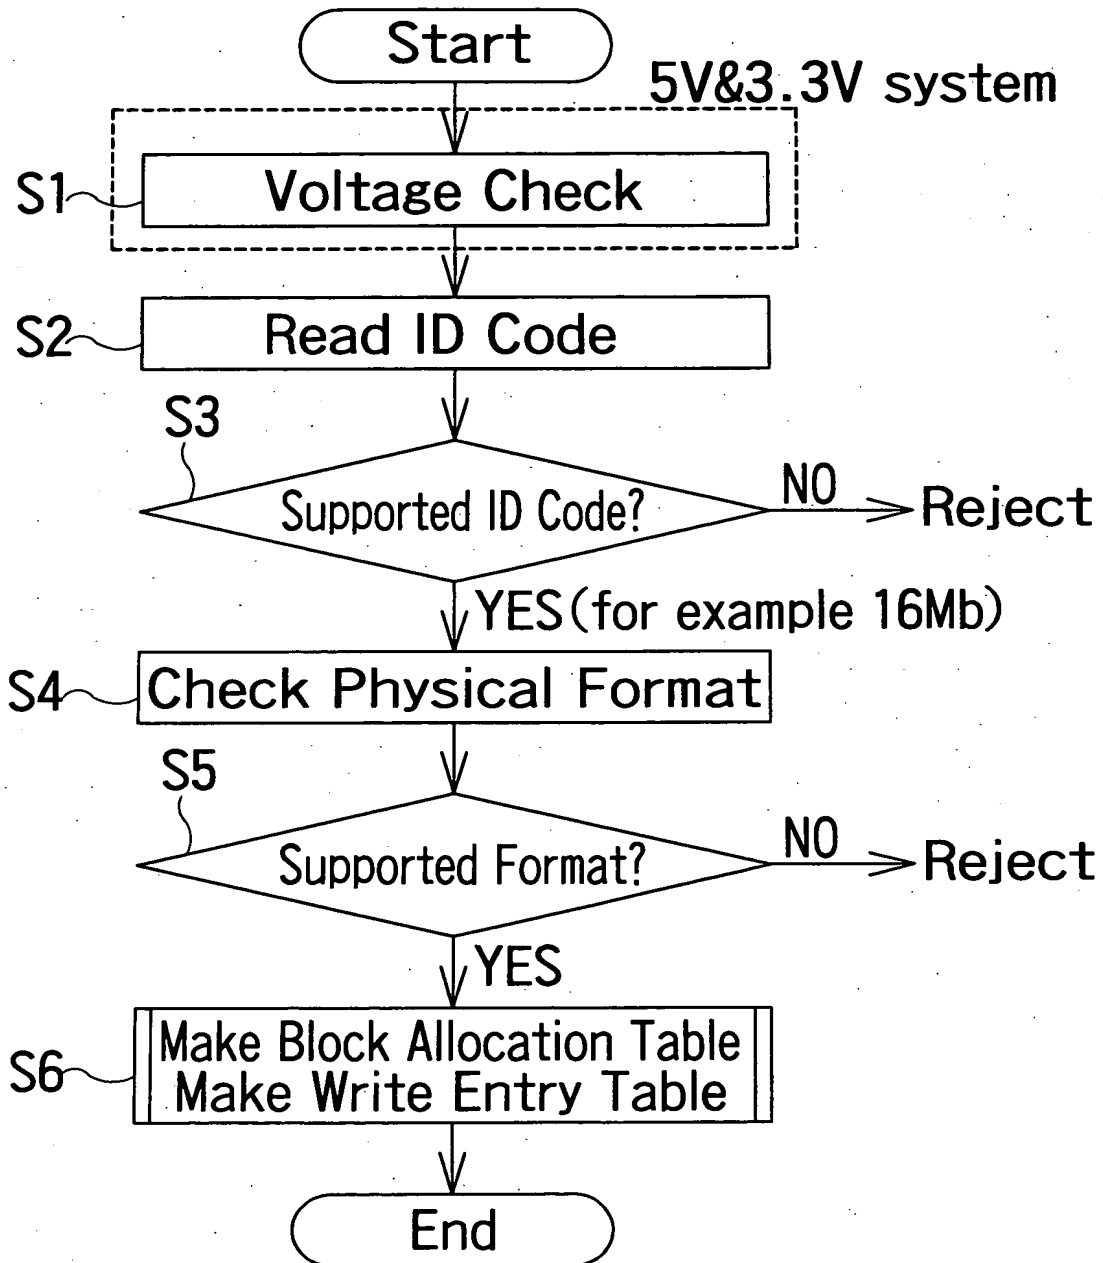 Start
5V&3.3V system
S1
Voltage Check
S2
Read ID Code
S3
Supported ID Code?
NO
Reject
YES(for example 16Mb)
S4
Check Physical Format
S5
Supported Format?
NO
Reject
YES
S6
Make Block Allocation Table
Make Write Entry Table
End